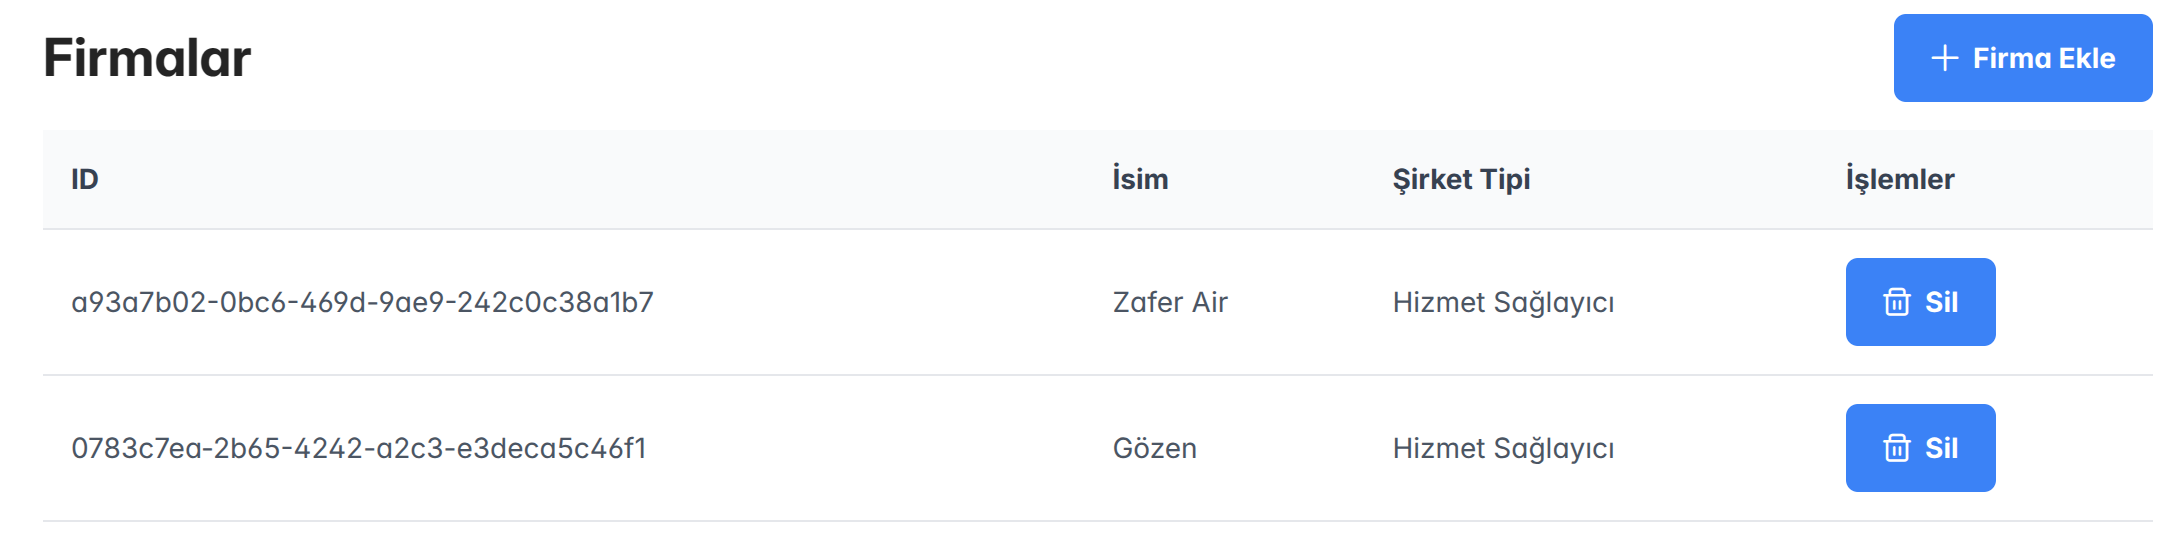 Firmalar
Firma Ekle
ID İsim Şirket Tipi İşlemler
a93a7b02-0bc6-469d-9ae9-242c0c38a1b7 Zafer Air Hizmet Sağlayıcı Sil
0783c7ea-2b65-4242-a2c3-e3deca5c46f1 Gözen Hizmet Sağlayıcı Sil